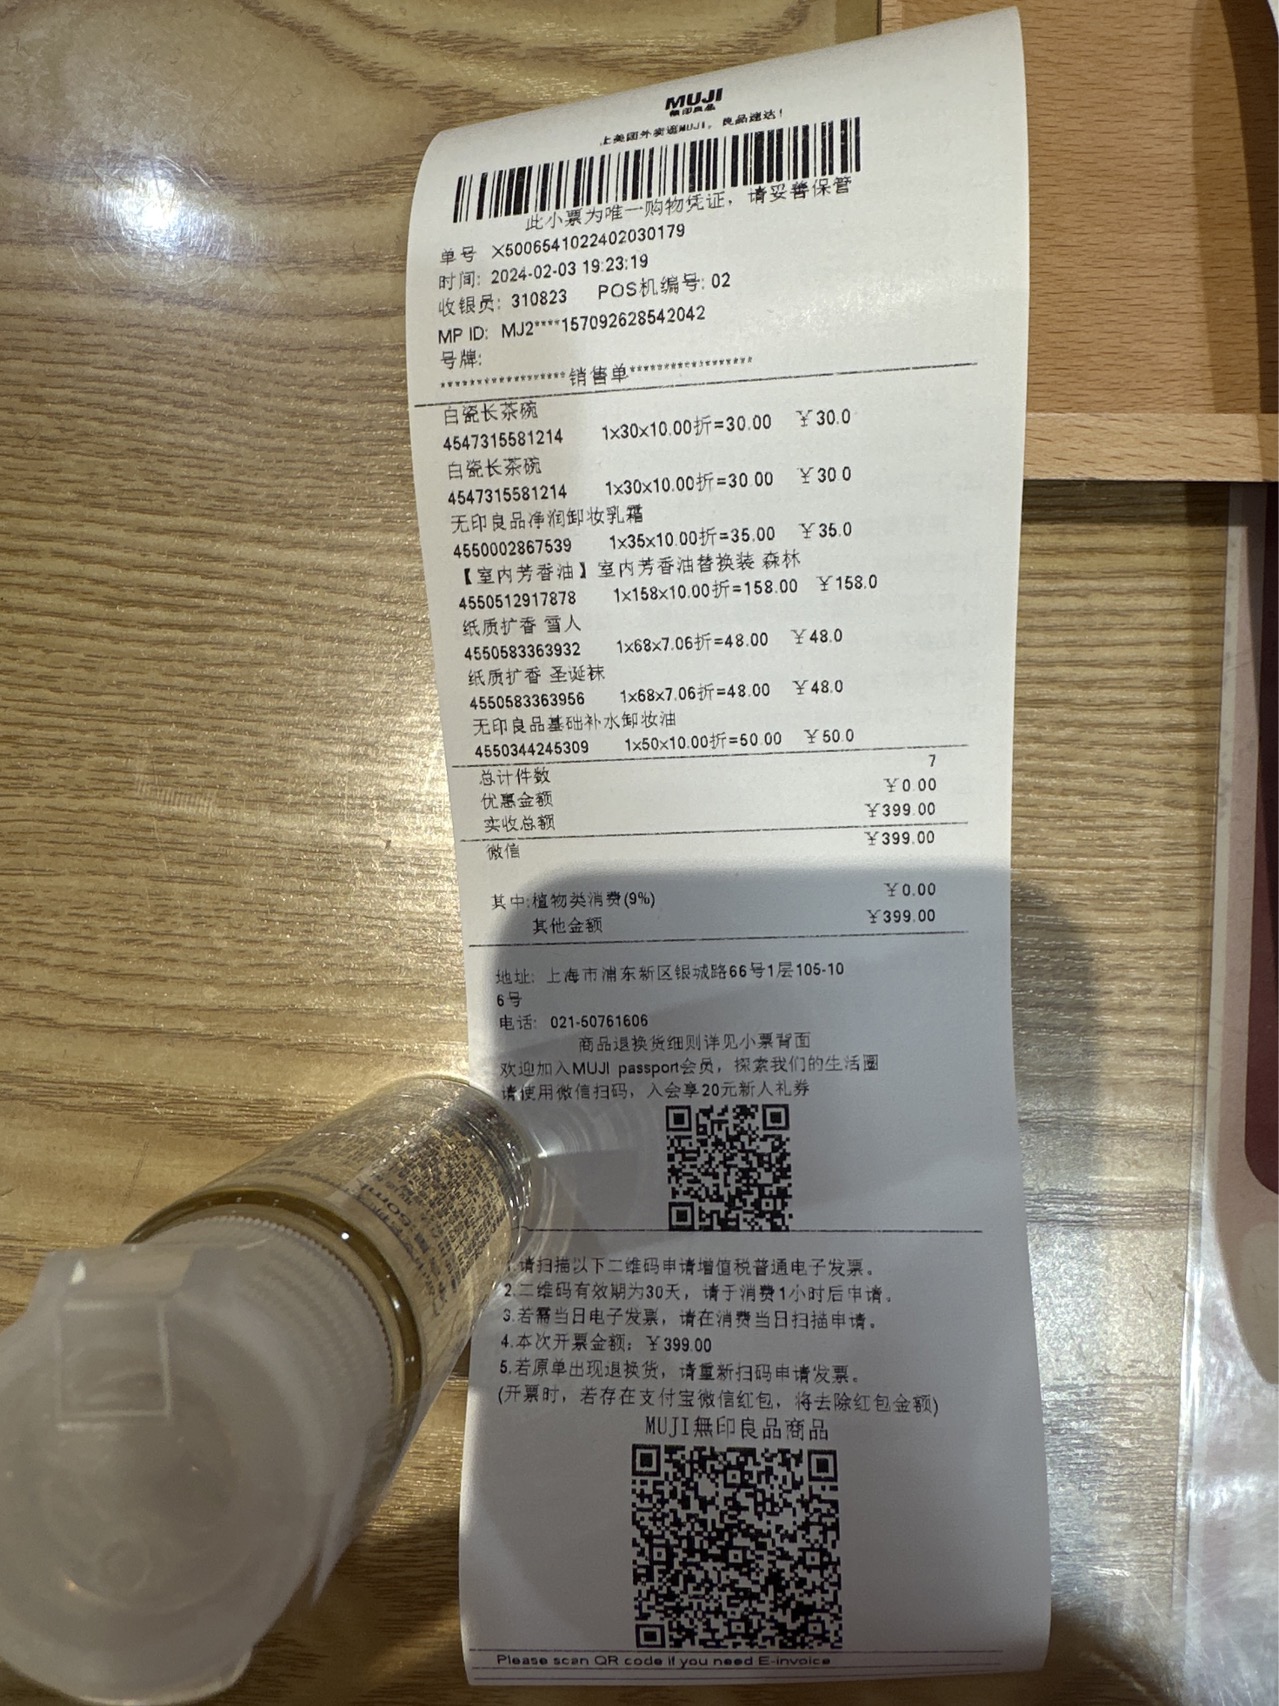 MUJI
無印良品
上美团外卖逛MUJI，良品速达！
此小票为唯一购物凭证，请妥善保管
单号 X5006541022402030179
时间: 2024-02-03 19:23:19
收银员: 310823 POS机编号: 02
MP ID: MJ2****157092628542042
号牌:
********************销售单********************
白瓷长茶碗
4547315581214 1x30x10.00折=30.00 ￥30.0
白瓷长茶碗
4547315581214 1x30x10.00折=30.00 ￥30.0
无印良品净润卸妆乳霜
4550002867539 1x35x10.00折=35.00 ￥35.0
【室内芳香油】室内芳香油替换装 森林
4550512917878 1x158x10.00折=158.00 ￥158.0
纸质扩香 雪人
4550583363932 1x68x7.06折=48.00 ￥48.0
纸质扩香 圣诞袜
4550583363956 1x68x7.06折=48.00 ￥48.0
无印良品基础补水卸妆油
4550344245309 1x50x10.00折=50.00 ￥50.0
总计件数 7
优惠金额 ￥0.00
实收总额 ￥399.00
微信 ￥399.00
其中:植物类消费(9%) ￥0.00
其他金额 ￥399.00
地址: 上海市浦东新区银城路66号1层105-10
6号
电话: 021-50761606
商品退换货细则详见小票背面
欢迎加入MUJI passport会员，探索我们的生活圈
请使用微信扫码，入会享20元新人礼券
1.请扫描以下二维码申请增值税普通电子发票。
2.二维码有效期为30天，请于消费1小时后申请。
3.若需当日电子发票，请在消费当日扫描申请。
4.本次开票金额: ￥399.00
5.若原单出现退换货，请重新扫码申请发票。
(开票时，若存在支付宝微信红包，将去除红包金额)
MUJI無印良品商品
Please scan QR code if you need E-invoice